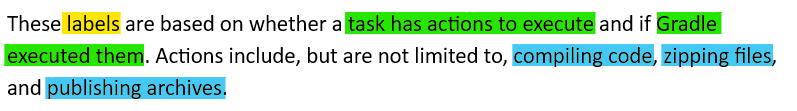 These labels are based on whether a task has actions to execute and if Gradle
executed them. Actions include, but are not limited to, compiling code, zipping files,
and publishing archives.